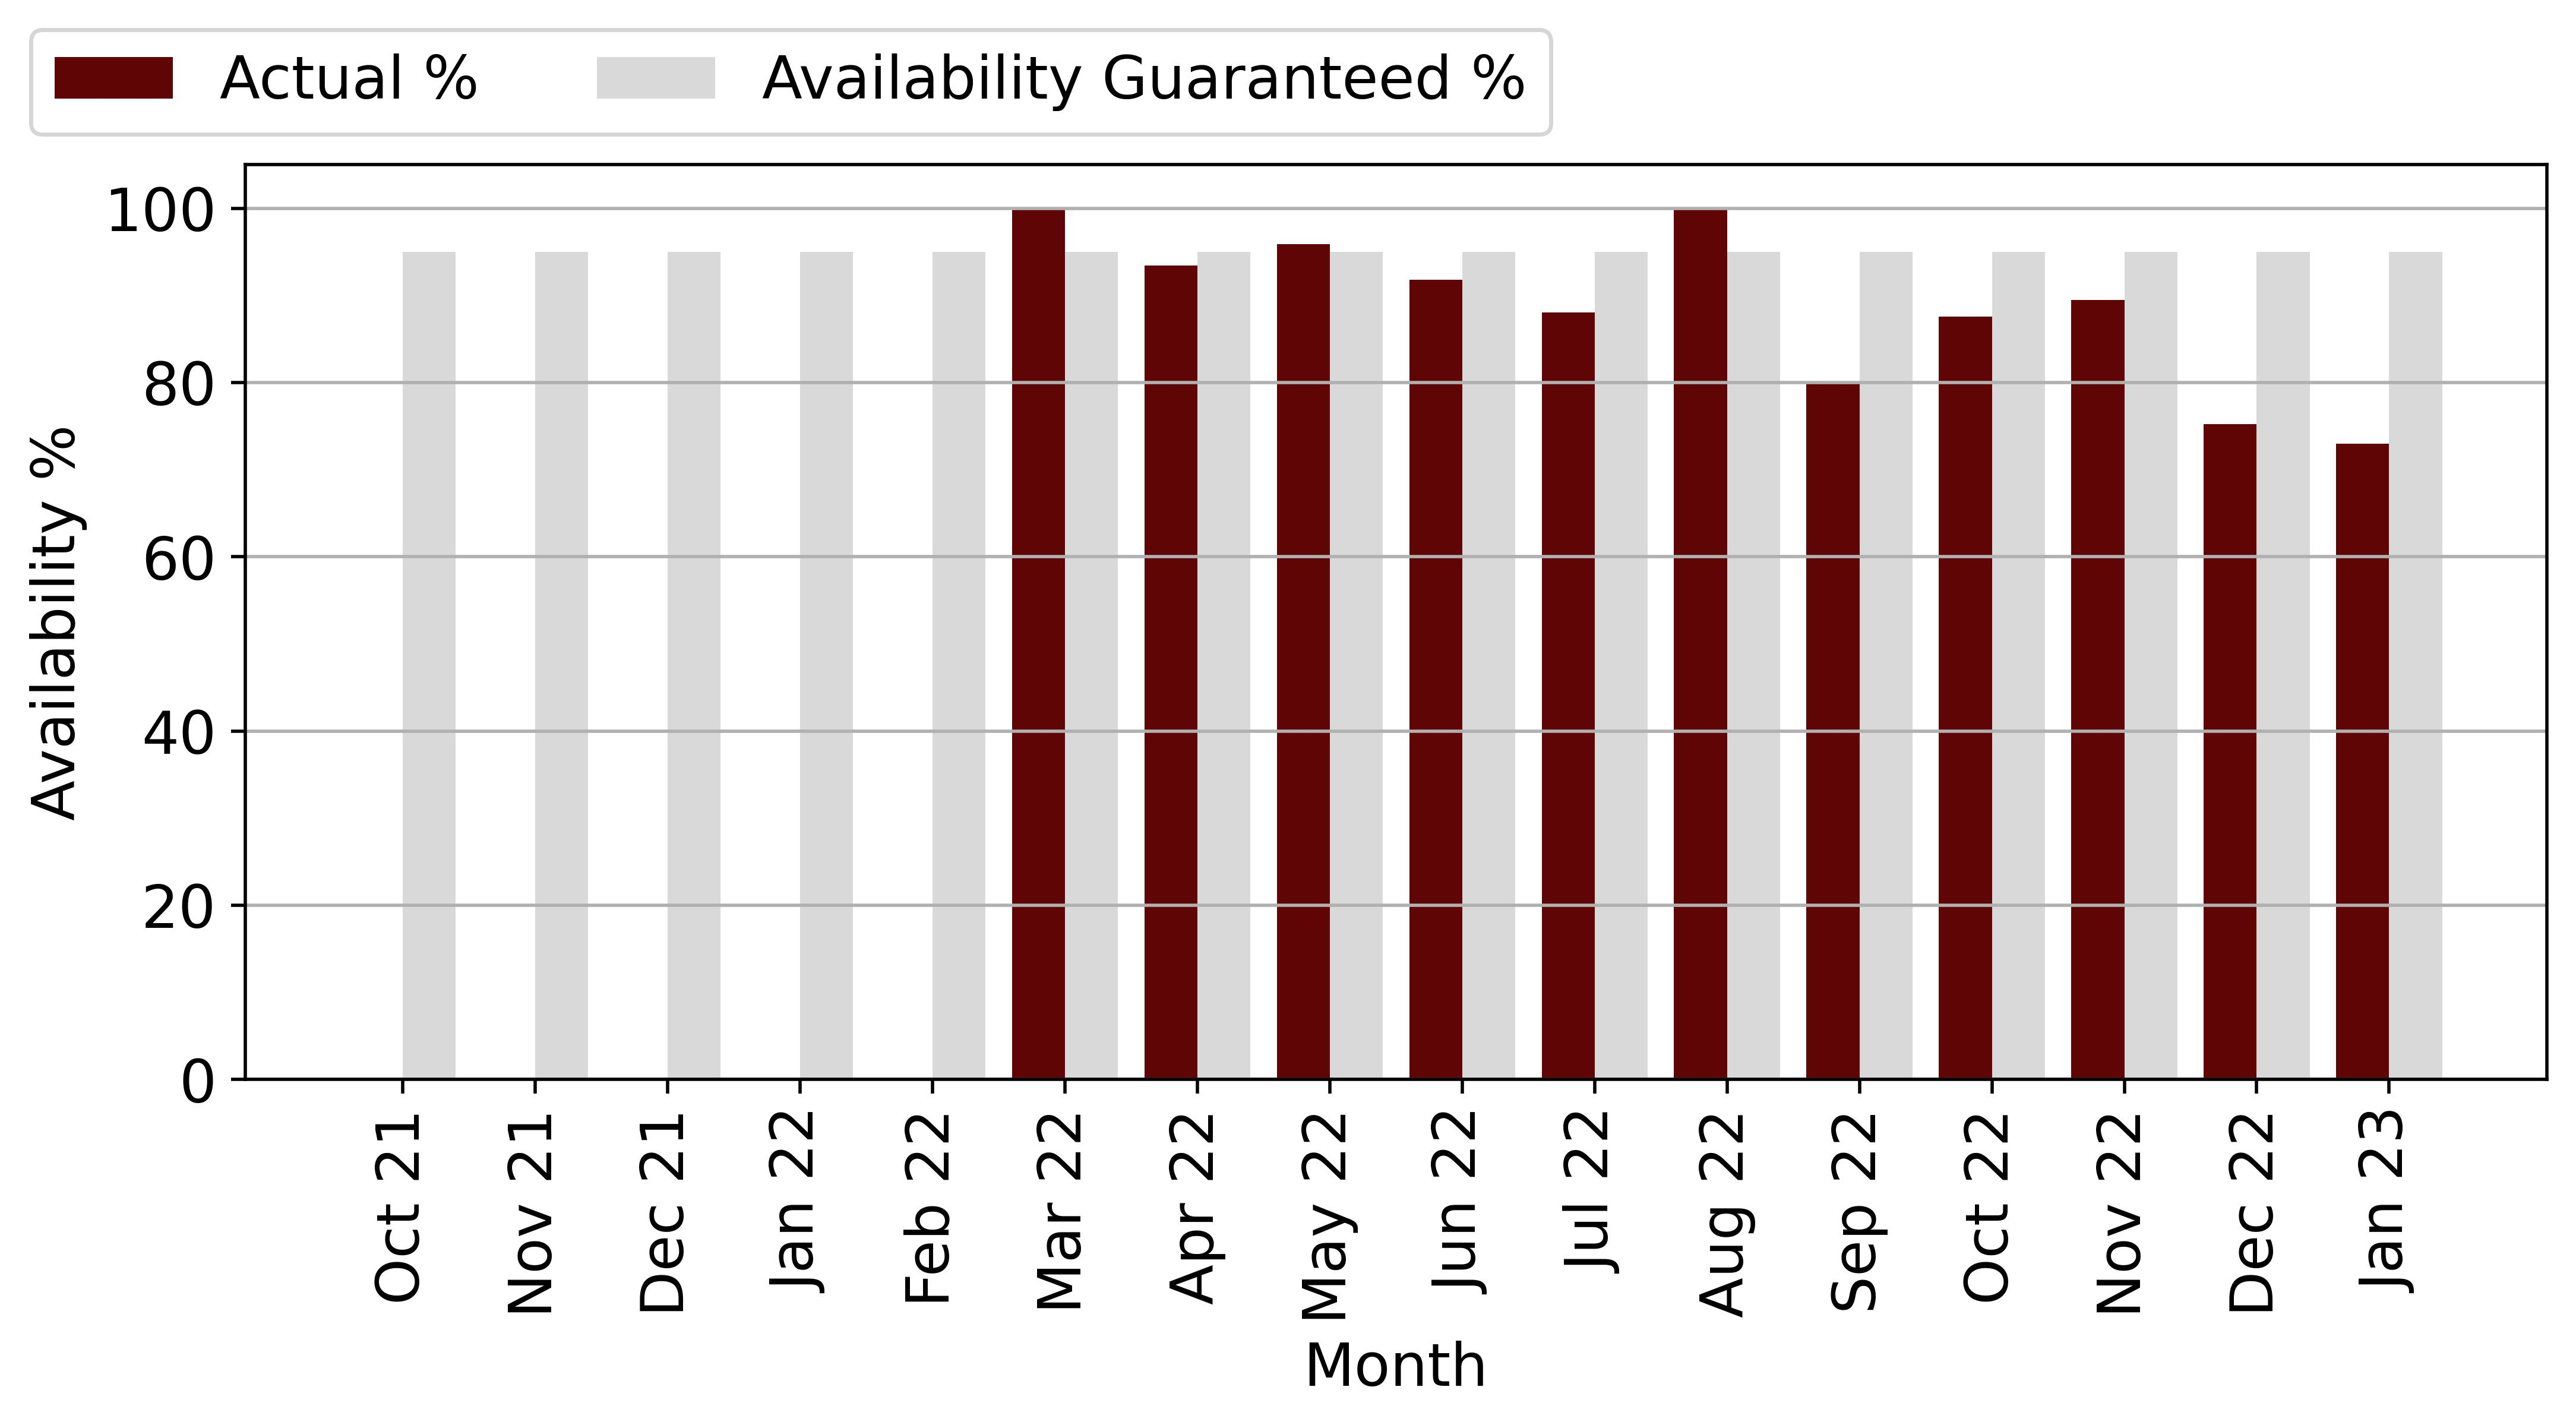 Actual %
Availability Guaranteed %
Availability %
100
80
60
40
20
0
Oct 21
Nov 21
Dec 21
Jan 22
Feb 22
Mar 22
Apr 22
May 22
Jun 22
Jul 22
Aug 22
Sep 22
Oct 22
Nov 22
Dec 22
Jan 23
Month